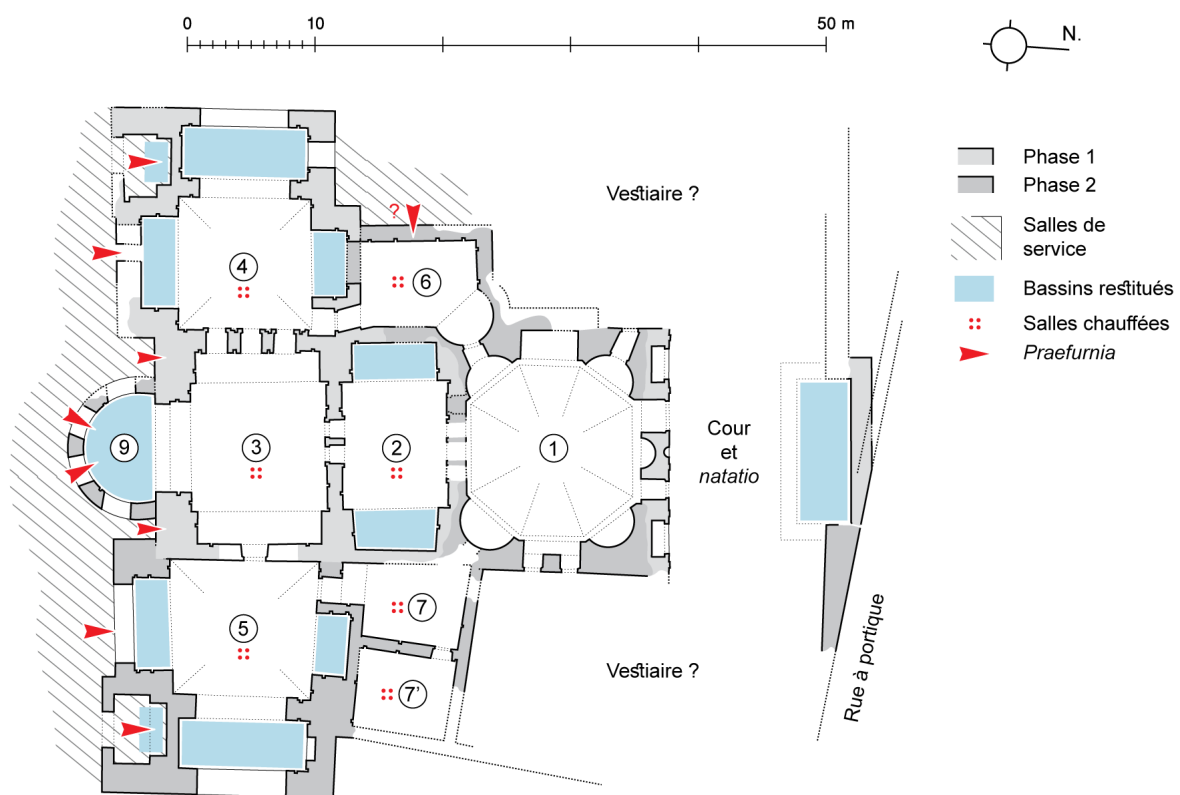 0
10
50 m
N.
Phase 1
Phase 2
Salles de
service
Bassins restitués
Salles chauffées
Praefurnia
Vestiaire ?
?
4
6
9
3
2
1
Cour
et
natatio
5
7
7'
Vestiaire ?
Rue à portique